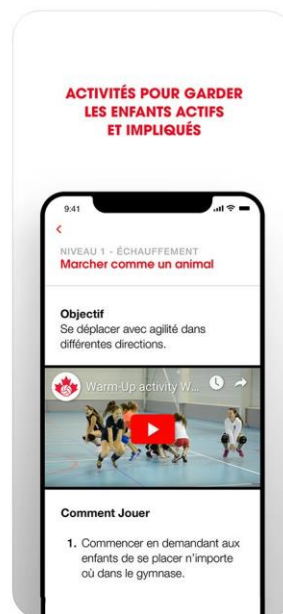 ACTIVITÉS POUR GARDER
LES ENFANTS ACTIFS
ET IMPLIQUÉS
9:41
NIVEAU 1 - ÉCHAUFFEMENT
Marcher comme un animal
Objectif
Se déplacer avec agilité dans
différentes directions.
Warm-Up activity W...
Comment Jouer
1. Commencer en demandant aux
enfants de se placer n'importe
où dans le gymnase.